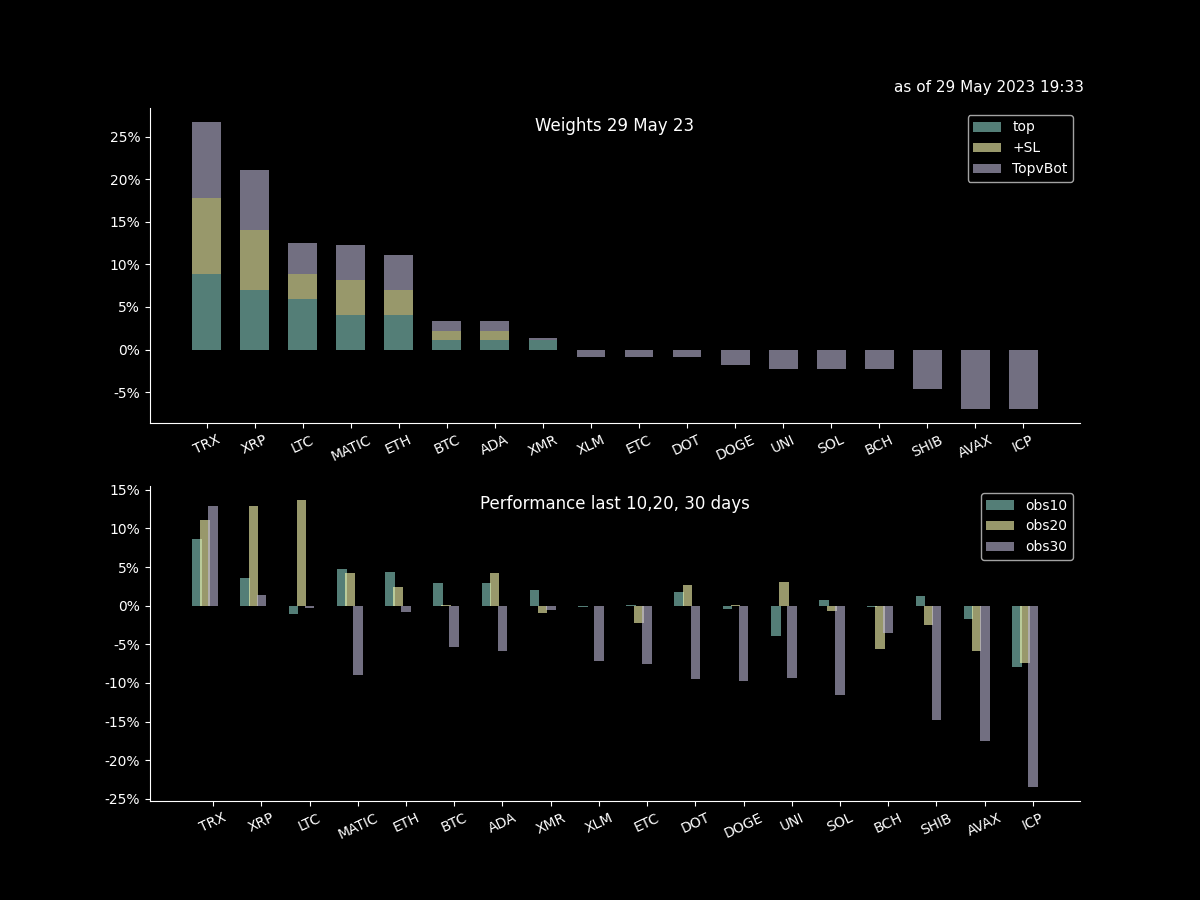 as of 29 May 2023 19:33
Weights 29 May 23
top
+SL
TopvBot
25%
20%
15%
10%
5%
0%
-5%
TRX XRP LTC MATIC ETH BTC ADA XMR XLM ETC DOT DOGE UNI SOL BCH SHIB AVAX ICP
Performance last 10,20, 30 days
obs10
obs20
obs30
15%
10%
5%
0%
-5%
-10%
-15%
-20%
-25%
TRX XRP LTC MATIC ETH BTC ADA XMR XLM ETC DOT DOGE UNI SOL BCH SHIB AVAX ICP